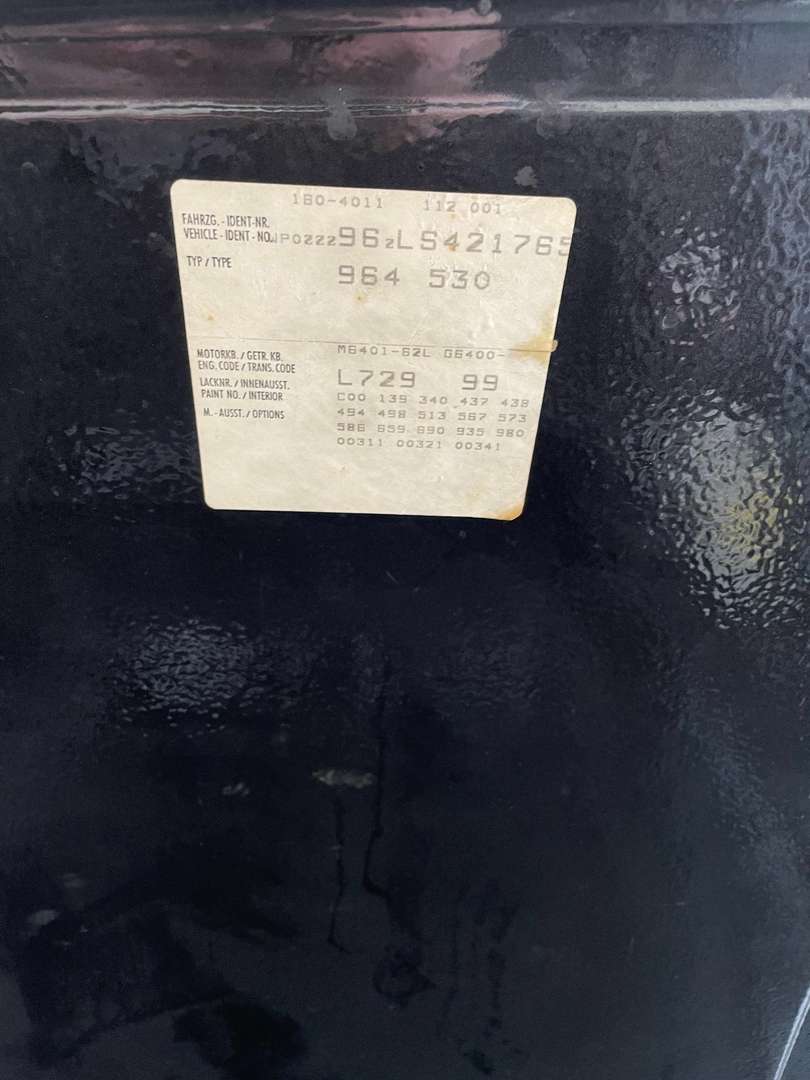 180-4011 112 001
FAHRZG.-IDENT-NR.
VEHICLE-IDENT-NO. WP0ZZZ96ZLS421765
TYP/TYPE 964 530
MOTORKB./GETR.KB. M6401-62L G6400-
ENG.CODE/TRANS.CODE
LACKNR./INNENAUSST. L729 99
PAINT NO./INTERIOR C00 139 340 437 438
M.-AUSST./OPTIONS 494 498 513 567 573
586 659 690 935 980
00311 00321 00341